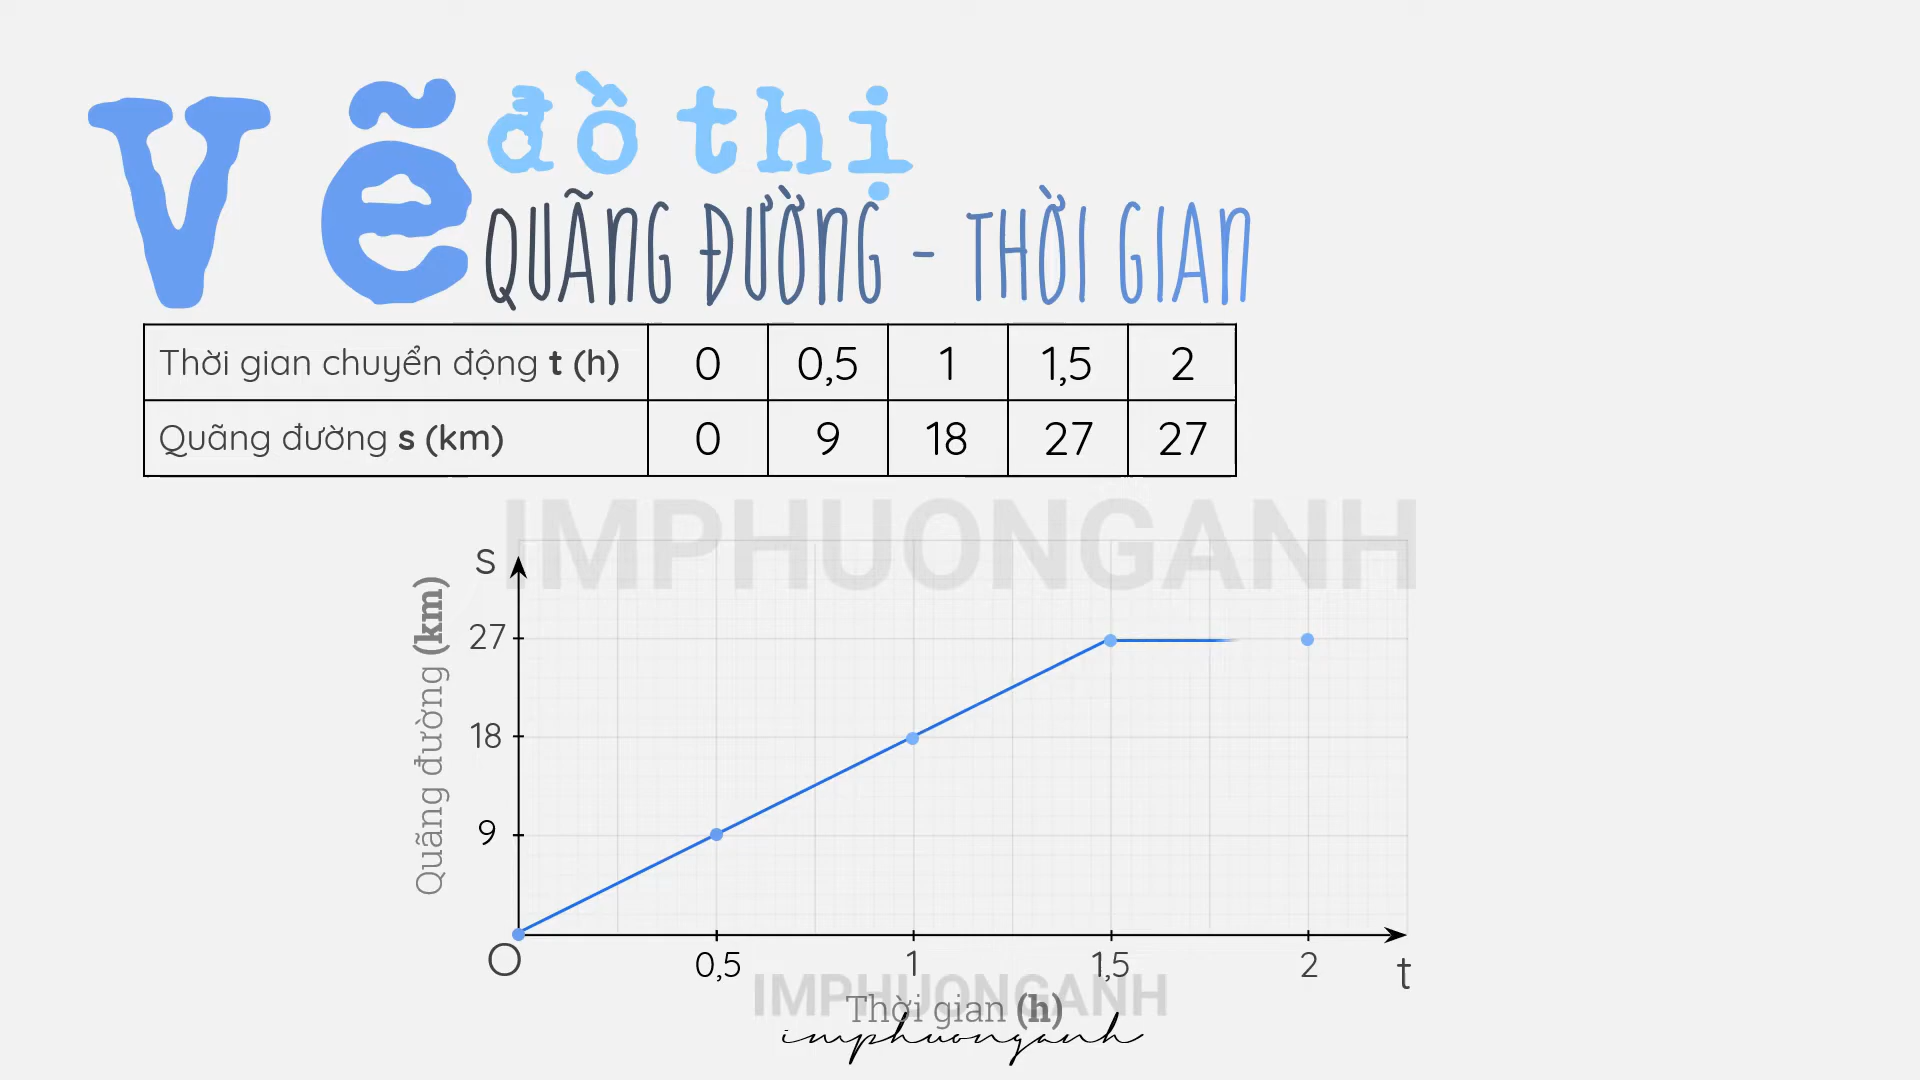 Vẽ đồ thị
QUÃNG ĐƯỜNG - THỜI GIAN
Thời gian chuyển động t (h) 0 0,5 1 1,5 2
Quãng đường s (km) 0 9 18 27 27
IMPHUONGANH
S
Quãng đường (km)
27
18
9
O 0,5 1 1,5 2 t
IMPHUONGANH
Thời gian (h)
imphuonganh